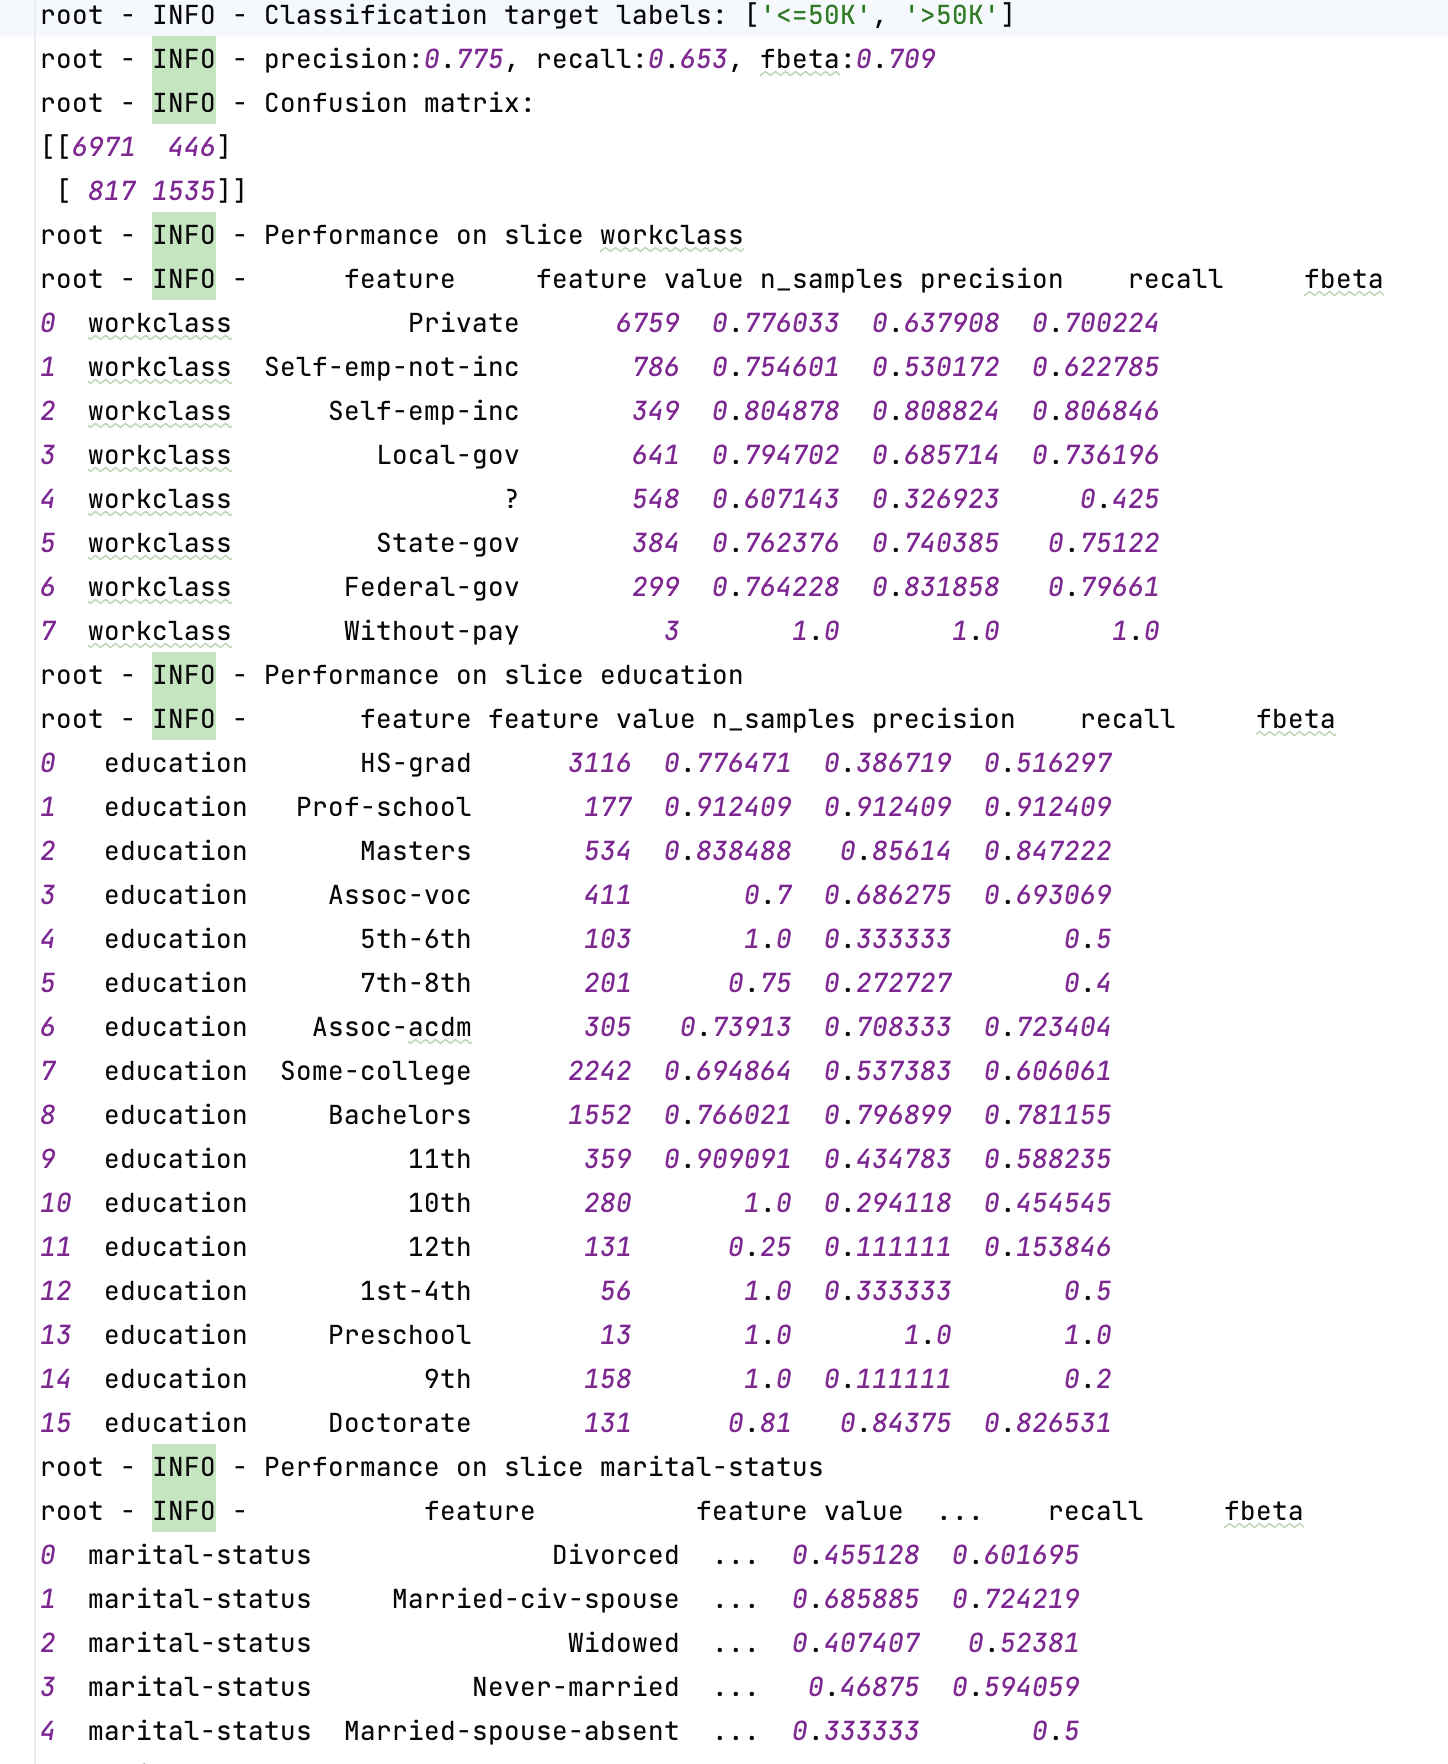 root - INFO - Classification target labels: ['<=50K', '>50K']
root - INFO - precision:0.775, recall:0.653, fbeta:0.709
root - INFO - Confusion matrix:
[[6971  446]
 [ 817 1535]]
root - INFO - Performance on slice workclass
root - INFO -      feature     feature value n_samples precision    recall     fbeta
0  workclass           Private      6759  0.776033  0.637908  0.700224
1  workclass  Self-emp-not-inc       786  0.754601  0.530172  0.622785
2  workclass      Self-emp-inc       349  0.804878  0.808824  0.806846
3  workclass         Local-gov       641  0.794702  0.685714  0.736196
4  workclass                 ?       548  0.607143  0.326923     0.425
5  workclass         State-gov       384  0.762376  0.740385   0.75122
6  workclass       Federal-gov       299  0.764228  0.831858   0.79661
7  workclass       Without-pay         3       1.0       1.0       1.0
root - INFO - Performance on slice education
root - INFO -       feature feature value n_samples precision    recall     fbeta
0   education       HS-grad      3116  0.776471  0.386719  0.516297
1   education   Prof-school       177  0.912409  0.912409  0.912409
2   education       Masters       534  0.838488   0.85614  0.847222
3   education     Assoc-voc       411       0.7  0.686275  0.693069
4   education       5th-6th       103       1.0  0.333333       0.5
5   education       7th-8th       201      0.75  0.272727       0.4
6   education    Assoc-acdm       305   0.73913  0.708333  0.723404
7   education  Some-college      2242  0.694864  0.537383  0.606061
8   education     Bachelors      1552  0.766021  0.796899  0.781155
9   education          11th       359  0.909091  0.434783  0.588235
10  education          10th       280       1.0  0.294118  0.454545
11  education          12th       131      0.25  0.111111  0.153846
12  education       1st-4th        56       1.0  0.333333       0.5
13  education     Preschool        13       1.0       1.0       1.0
14  education           9th       158       1.0  0.111111       0.2
15  education     Doctorate       131      0.81   0.84375  0.826531
root - INFO - Performance on slice marital-status
root - INFO -           feature          feature value  ...    recall     fbeta
0  marital-status               Divorced  ...  0.455128  0.601695
1  marital-status     Married-civ-spouse  ...  0.685885  0.724219
2  marital-status                Widowed  ...  0.407407   0.52381
3  marital-status          Never-married  ...   0.46875  0.594059
4  marital-status  Married-spouse-absent  ...  0.333333       0.5